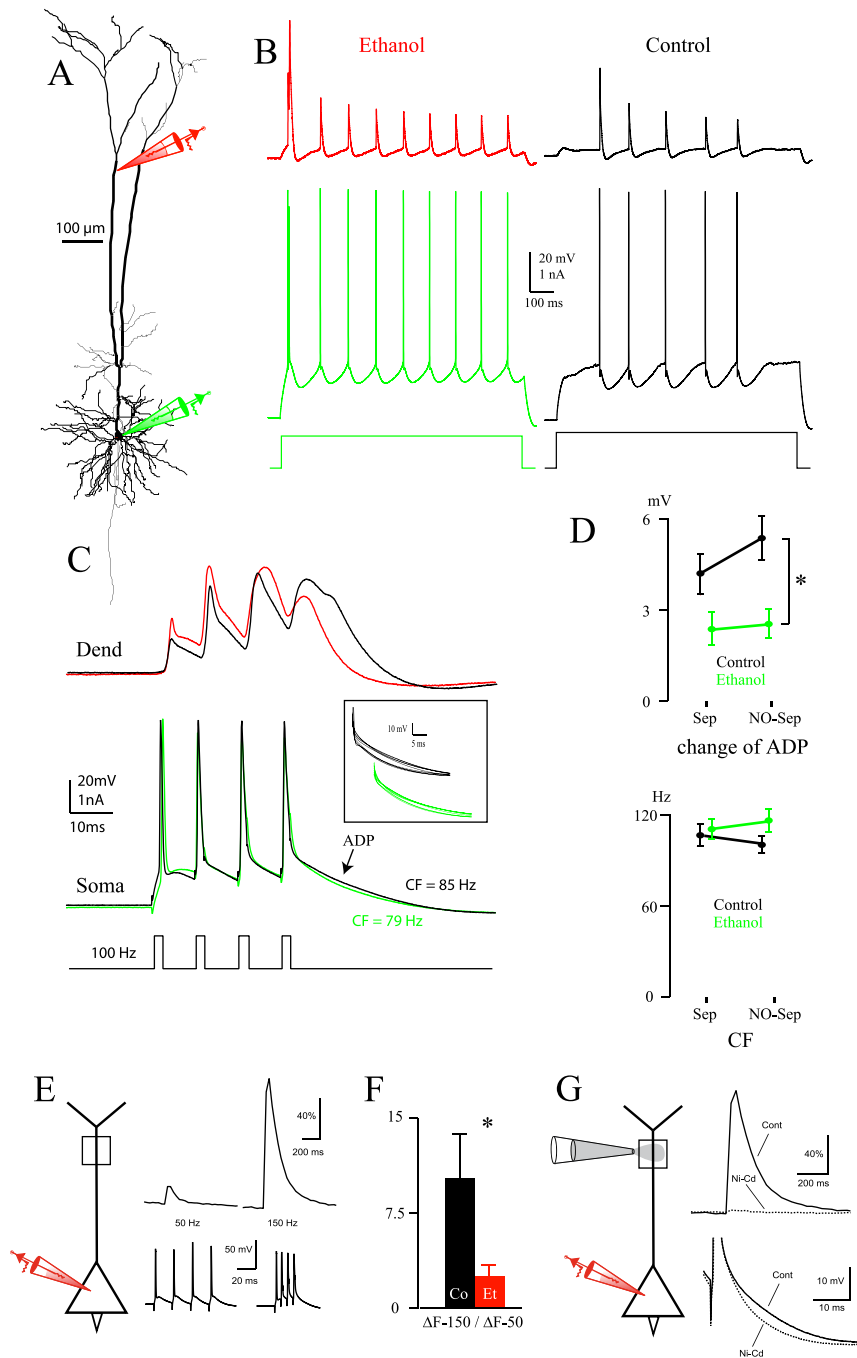 A
100 μm
B
Ethanol
Control
20 mV
1 nA
100 ms
C
Dend
20mV
1nA
10ms
Soma
10 mV
5 ms
ADP
CF = 85 Hz
CF = 79 Hz
100 Hz
D
mV
6
3
0
*
Control
Ethanol
Sep
NO-Sep
change of ADP
Hz
120
60
0
Control
Ethanol
Sep
NO-Sep
CF
E
40%
200 ms
50 Hz
150 Hz
50 mV
20 ms
F
15
7.5
0
*
Co
Et
ΔF-150 / ΔF-50
G
Cont
Ni-Cd
40%
200 ms
Cont
Ni-Cd
10 mV
10 ms